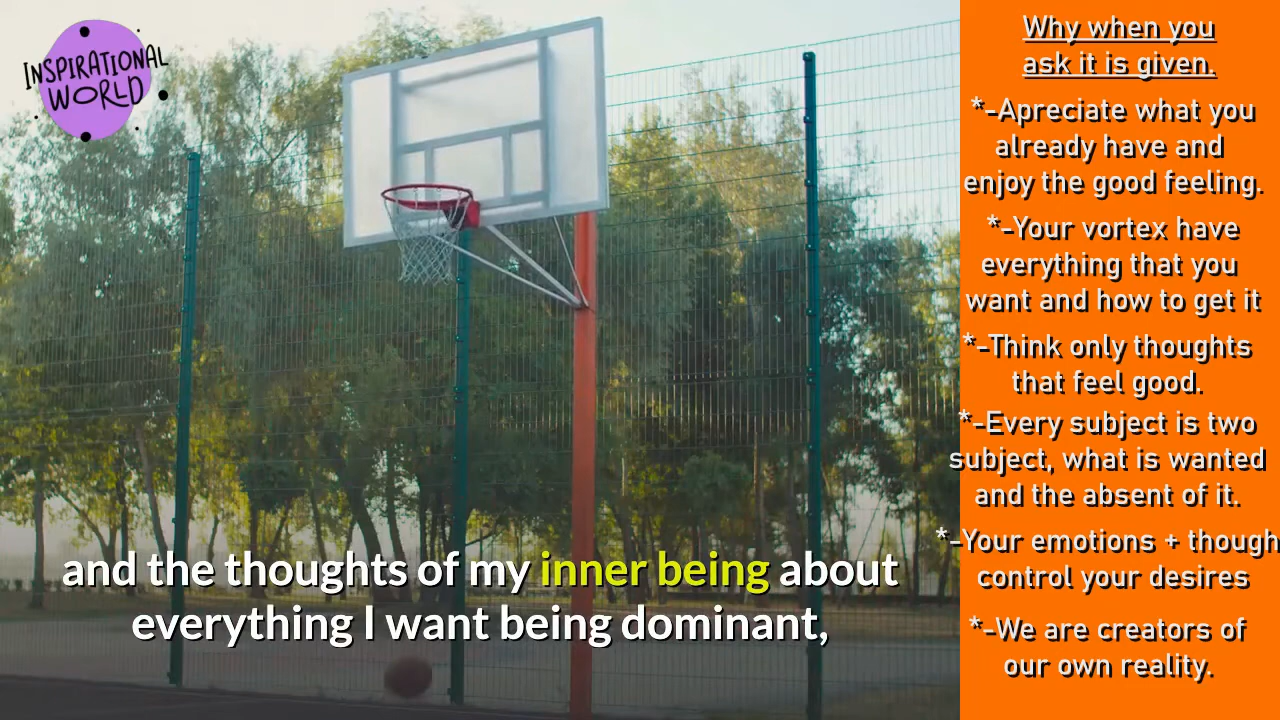 INSPIRATIONAL
WORLD
Why when you
ask it is given.
*-Apreciate what you
already have and
enjoy the good feeling.
*-Your vortex have
everything that you
want and how to get it
*-Think only thoughts
that feel good.
*-Every subject is two
subject, what is wanted
and the absent of it.
*-Your emotions + though
control your desires
*-We are creators of
our own reality.
and the thoughts of my inner being about
everything I want being dominant,